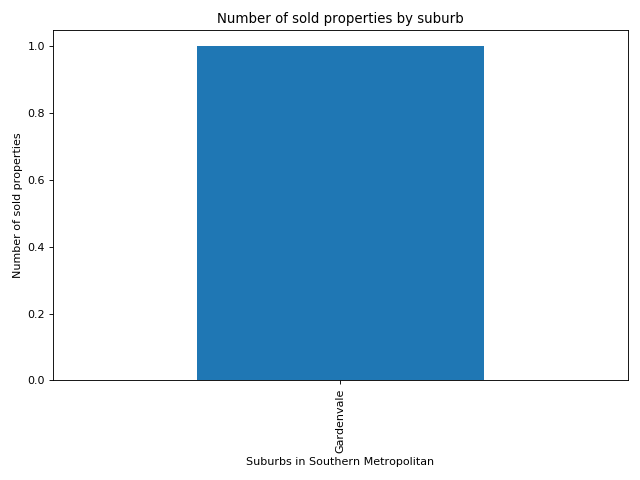 Number of sold properties by suburb
1.0
0.8
0.6
0.4
0.2
0.0
Number of sold properties
Gardenvale
Suburbs in Southern Metropolitan